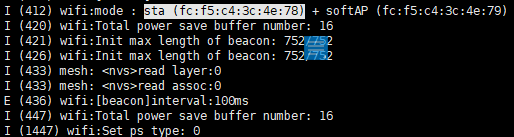 I (412) wifi:mode : sta (fc:f5:c4:3c:4e:78) + softAP (fc:f5:c4:3c:4e:79)
I (420) wifi:Total power save buffer number: 16
I (421) wifi:Init max length of beacon: 752/752
I (426) wifi:Init max length of beacon: 752/752
I (433) mesh: <nvs>read layer:0
I (433) mesh: <nvs>read assoc:0
E (436) wifi:[beacon]interval:100ms
I (447) wifi:Total power save buffer number: 16
I (1447) wifi:Set ps type: 0